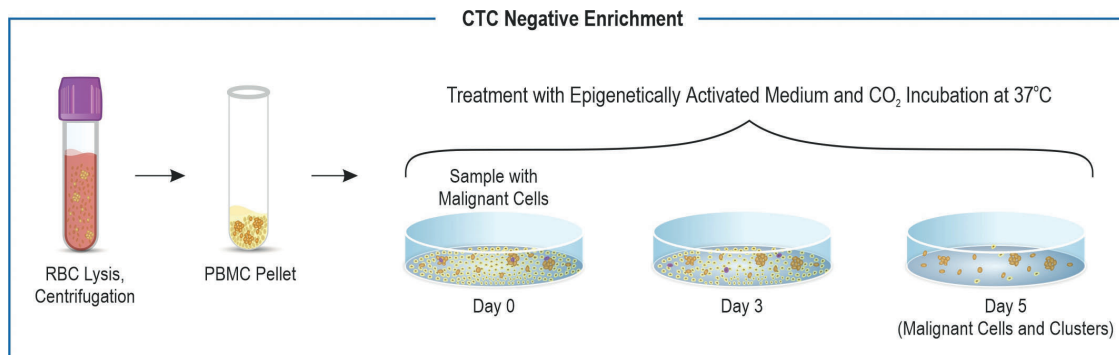 CTC Negative Enrichment
Treatment with Epigenetically Activated Medium and CO₂ Incubation at 37°C
Sample with
Malignant Cells
RBC Lysis,
Centrifugation
PBMC Pellet
Day 0
Day 3
Day 5
(Malignant Cells and Clusters)